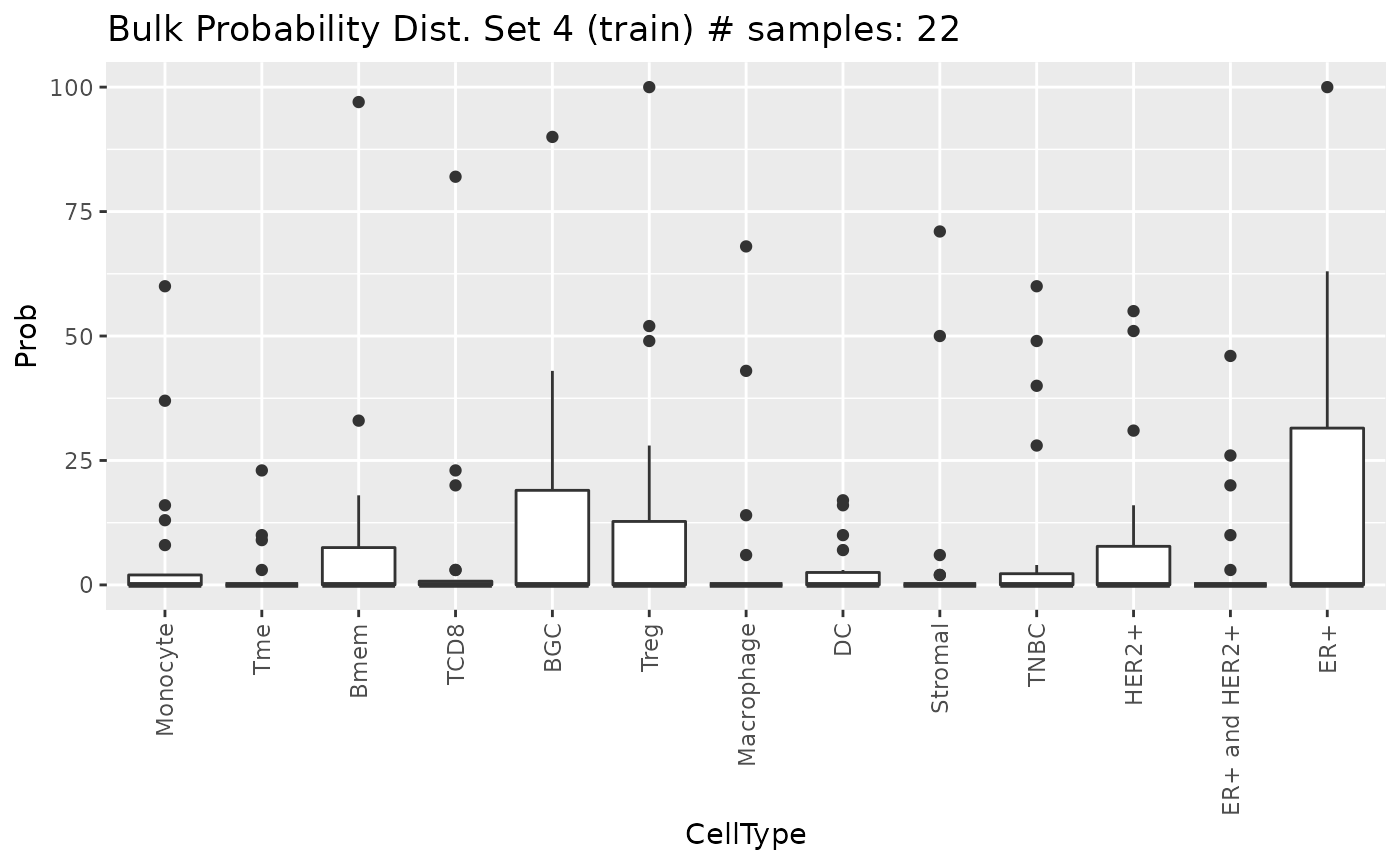 Bulk Probability Dist. Set 4 (train) # samples: 22
Prob
100
75
50
25
0
Monocyte
Tme
Bmem
TCD8
BGC
Treg
Macrophage
DC
Stromal
TNBC
HER2+
ER+ and HER2+
ER+
CellType